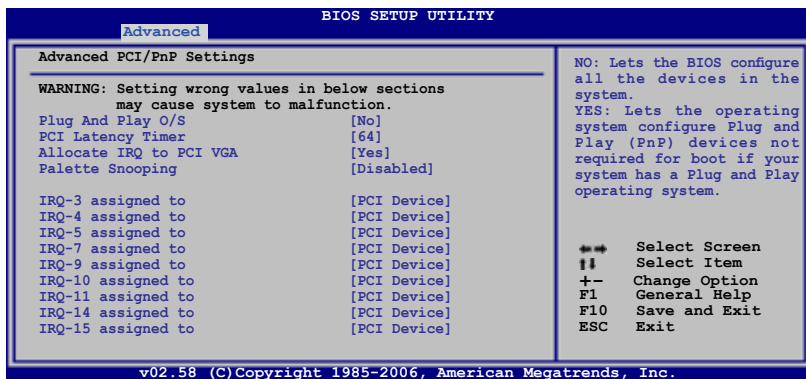 BIOS SETUP UTILITY
Advanced
Advanced PCI/PnP Settings
WARNING: Setting wrong values in below sections
may cause system to malfunction.
Plug And Play O/S [No]
PCI Latency Timer [64]
Allocate IRQ to PCI VGA [Yes]
Palette Snooping [Disabled]
IRQ-3 assigned to [PCI Device]
IRQ-4 assigned to [PCI Device]
IRQ-5 assigned to [PCI Device]
IRQ-7 assigned to [PCI Device]
IRQ-9 assigned to [PCI Device]
IRQ-10 assigned to [PCI Device]
IRQ-11 assigned to [PCI Device]
IRQ-14 assigned to [PCI Device]
IRQ-15 assigned to [PCI Device]
NO: Lets the BIOS configure
all the devices in the
system.
YES: Lets the operating
system configure Plug and
Play (PnP) devices not
required for boot if your
system has a Plug and Play
operating system.
←→ Select Screen
↑↓ Select Item
+- Change Option
F1 General Help
F10 Save and Exit
ESC Exit
v02.58 (C)Copyright 1985-2006, American Megatrends, Inc.